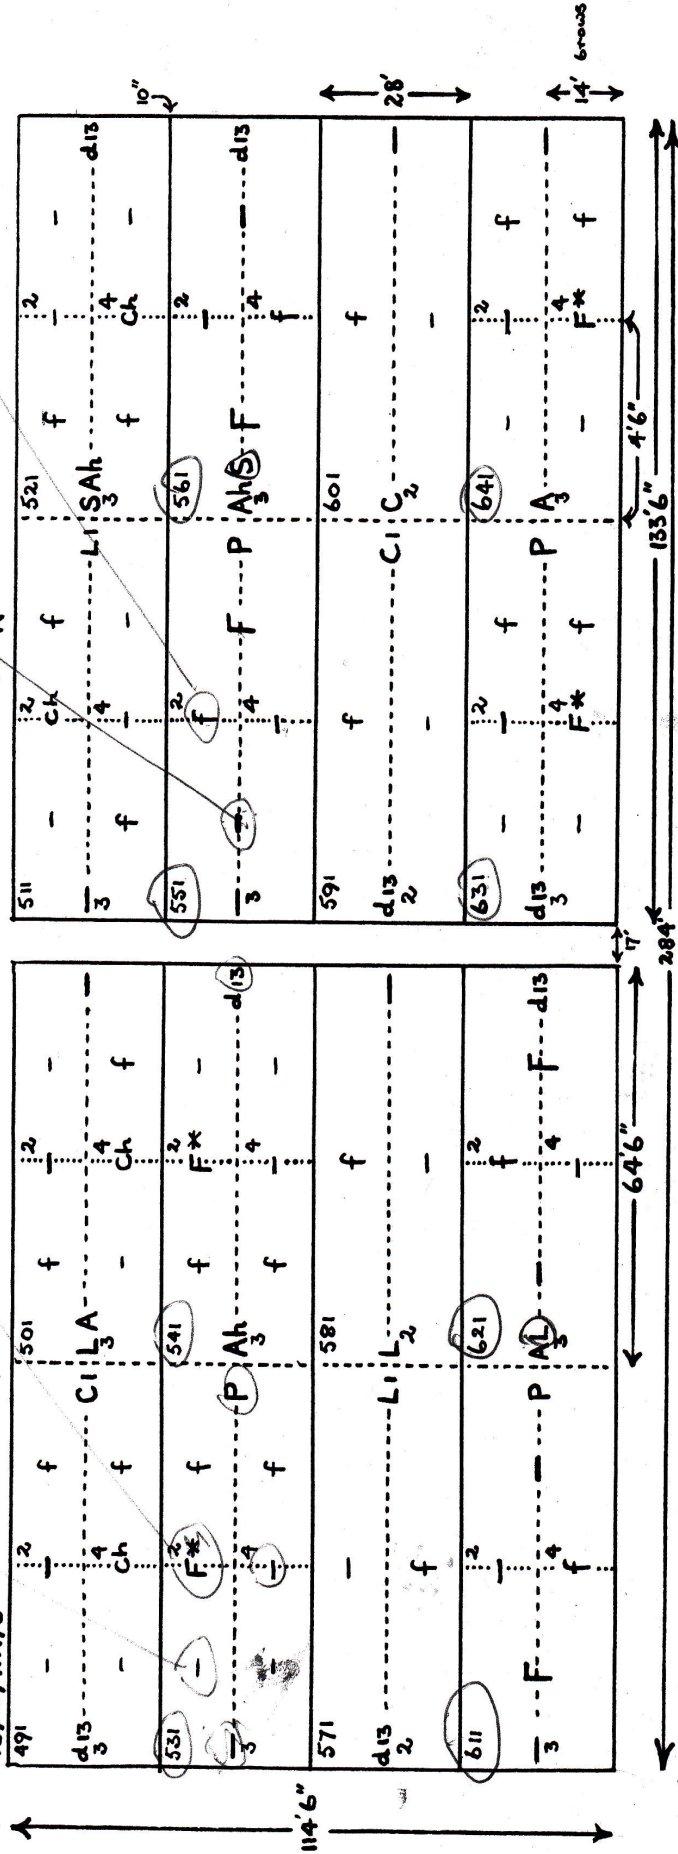 491 2 501 2 511 2 521 2
- - f f - - - Ch f f - -
d13 C1 L A - - L1 S Ah d13
3 4 3 4 3 4 3 4
- Ch f - Ch f f - - f Ch -
10"
531 2 541 2 551 2 561 2
- F* f f F* - f -
- P Ah d13 - - F P Ah S F - d13
3 4 3 4 3 4 3 4
- - f f - - - f
571 581 591 601
- f f f
d13 L1 L - d13 C1 C -
2 2 2 2
f - - -
28'
611 2 621 2 631 2 641 2
- f - - f - - f
- F - P AL - F d13 d13 P A -
3 4 3 4 3 4 3 4
f - - F* f - F* f
14' 6 rows
114'6"
64'6" 17' 4'6"
133'6"
284'